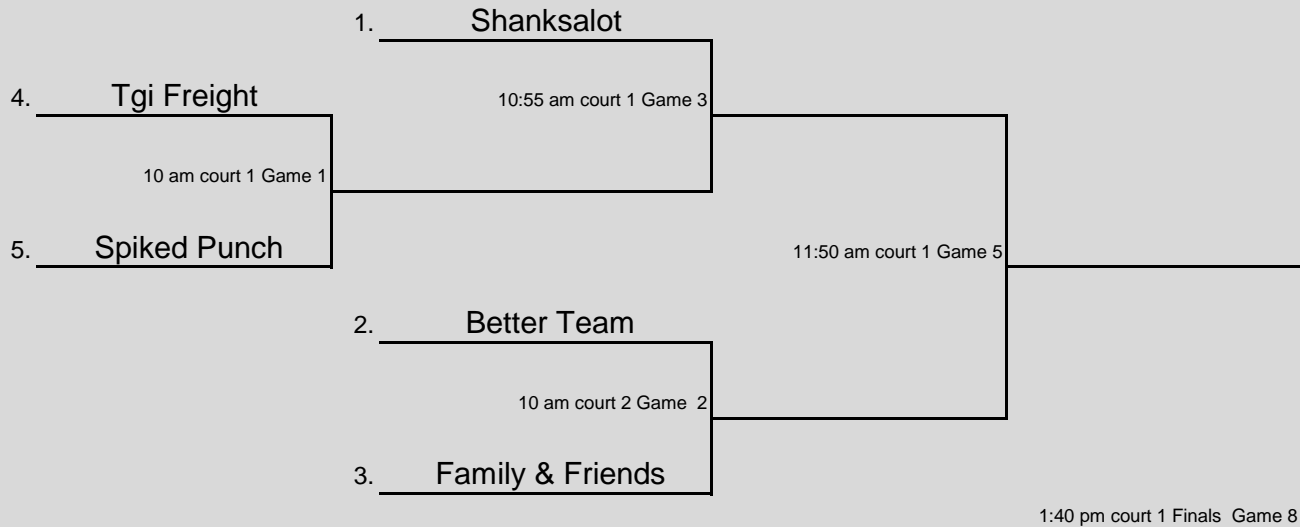 1. Shanksalot
4. Tgi Freight
10:55 am court 1 Game 3
10 am court 1 Game 1
5. Spiked Punch
11:50 am court 1 Game 5
2. Better Team
10 am court 2 Game  2
3. Family & Friends
1:40 pm court 1 Finals  Game 8